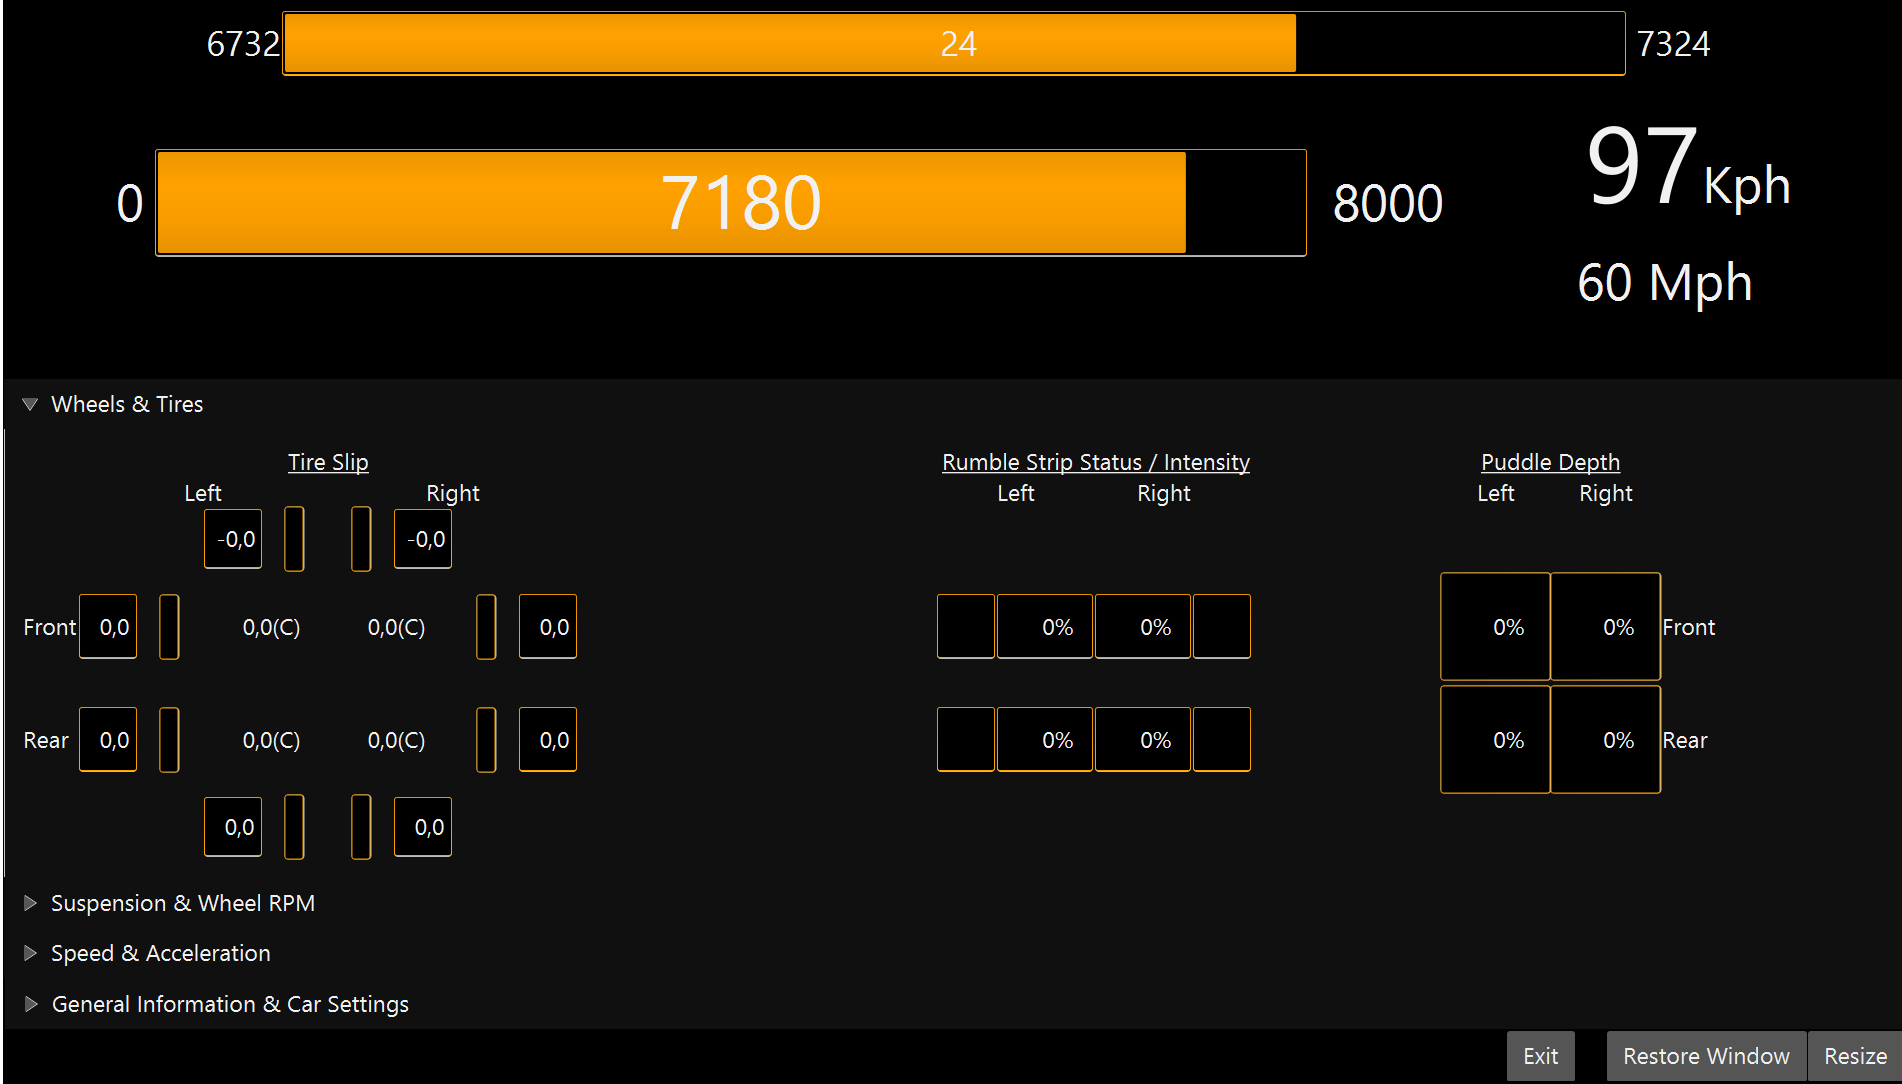 6732 24 7324
0 7180 8000 97 Kph
60 Mph
Wheels & Tires
Tire Slip Rumble Strip Status / Intensity Puddle Depth
Left Right Left Right Left Right
-0,0 -0,0
Front 0,0 0,0(C) 0,0(C) 0,0 0% 0% 0% 0% Front
Rear 0,0 0,0(C) 0,0(C) 0,0 0% 0% 0% 0% Rear
0,0 0,0
Suspension & Wheel RPM
Speed & Acceleration
General Information & Car Settings
Exit Restore Window Resize